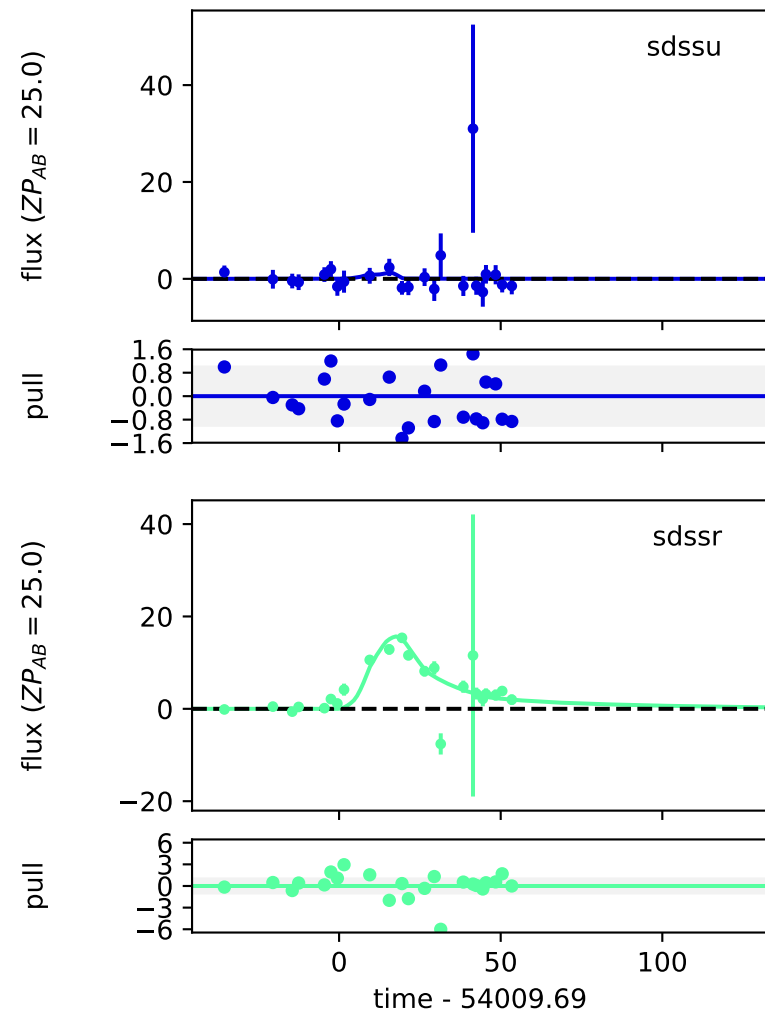 sdssu
flux (ZP_AB = 25.0)
40
20
0
pull
1.6
0.8
0.0
−0.8
−1.6
sdssr
flux (ZP_AB = 25.0)
40
20
0
−20
pull
6
3
0
−3
−6
0 50 100
time - 54009.69